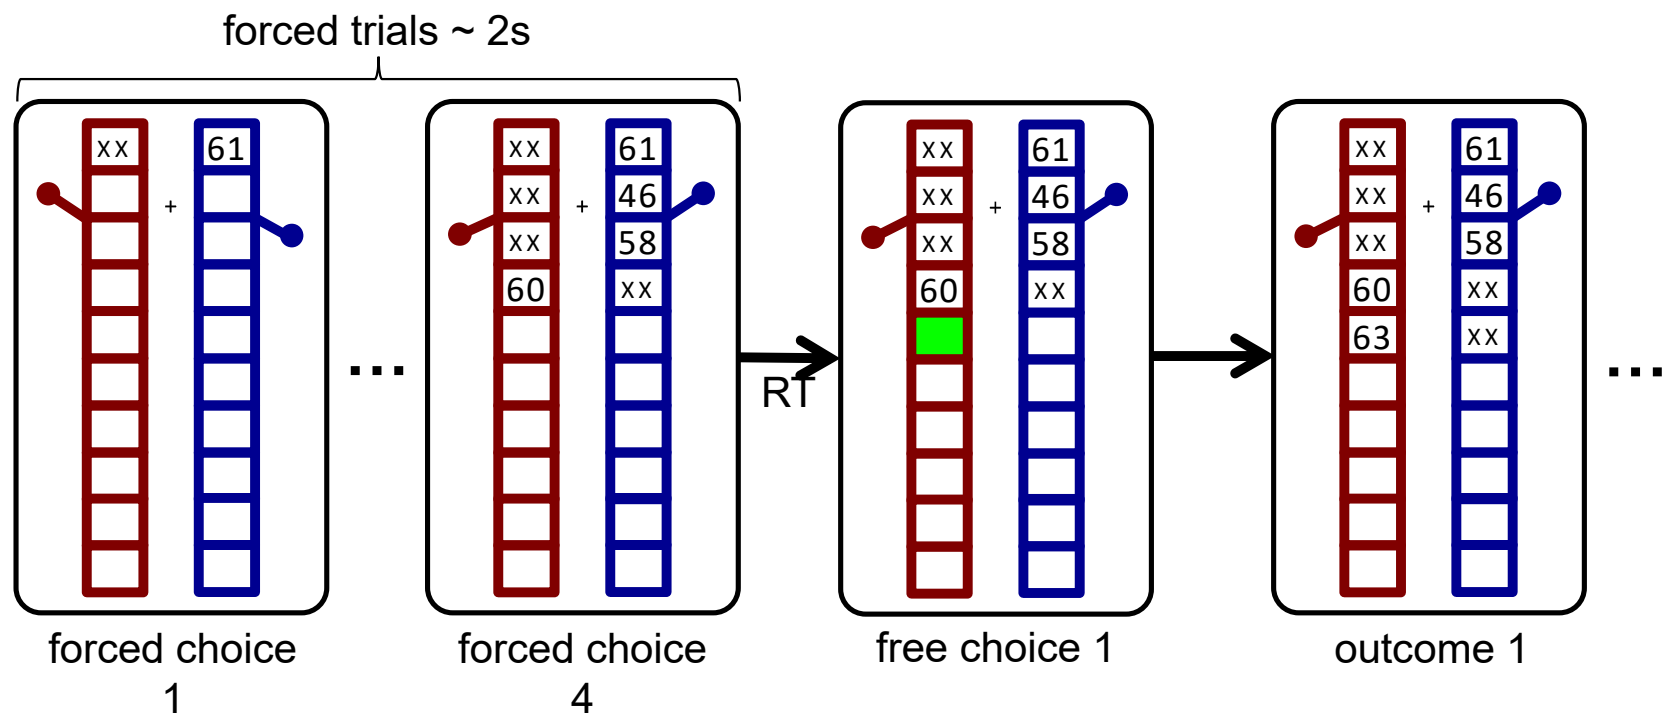 forced trials ~ 2s
xx + 61
xx + 61
xx 46
xx 58
60 xx
xx + 61
xx 46
xx 58
60 xx
xx + 61
xx 46
xx 58
60 xx
63 xx
...
RT
...
forced choice
1
forced choice
4
free choice 1
outcome 1